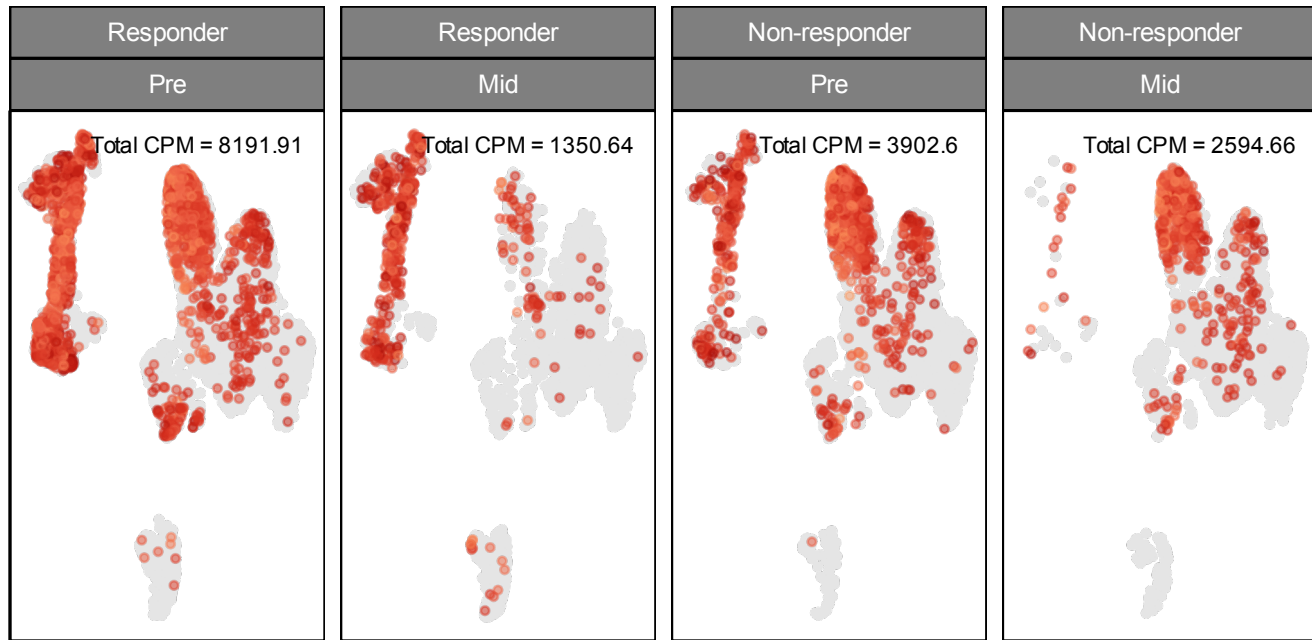 Responder
Pre
Total CPM = 8191.91
Responder
Mid
Total CPM = 1350.64
Non-responder
Pre
Total CPM = 3902.6
Non-responder
Mid
Total CPM = 2594.66